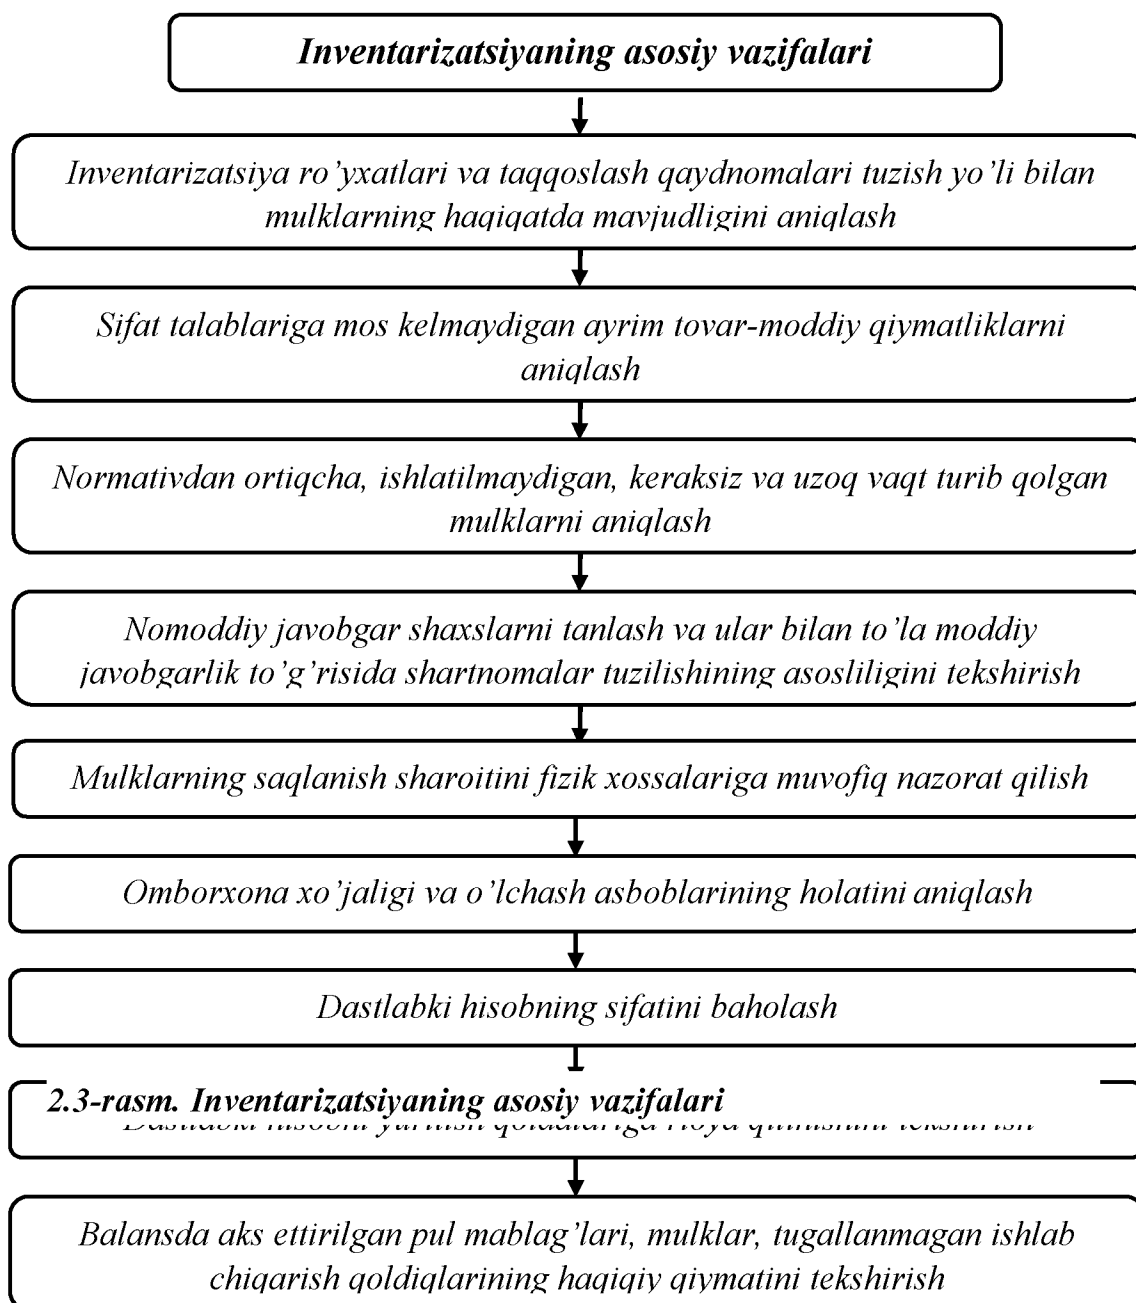 Inventarizatsiyaning asosiy vazifalari
Inventarizatsiya ro’yxatlari va taqqoslash qaydnomalari tuzish yo’li bilan
mulklarning haqiqatda mavjudligini aniqlash
Sifat talablariga mos kelmaydigan ayrim tovar-moddiy qiymatliklarni
aniqlash
Normativdan ortiqcha, ishlatilmaydigan, keraksiz va uzoq vaqt turib qolgan
mulklarni aniqlash
Nomoddiy javobgar shaxslarni tanlash va ular bilan to’la moddiy
javobgarlik to’g’risida shartnomalar tuzilishining asosliligini tekshirish
Mulklarning saqlanish sharoitini fizik xossalariga muvofiq nazorat qilish
Omborxona xo’jaligi va o’lchash asboblarining holatini aniqlash
Dastlabki hisobning sifatini baholash
2.3-rasm. Inventarizatsiyaning asosiy vazifalari
Balansda aks ettirilgan pul mablag’lari, mulklar, tugallanmagan ishlab
chiqarish qoldiqlarining haqiqiy qiymatini tekshirish